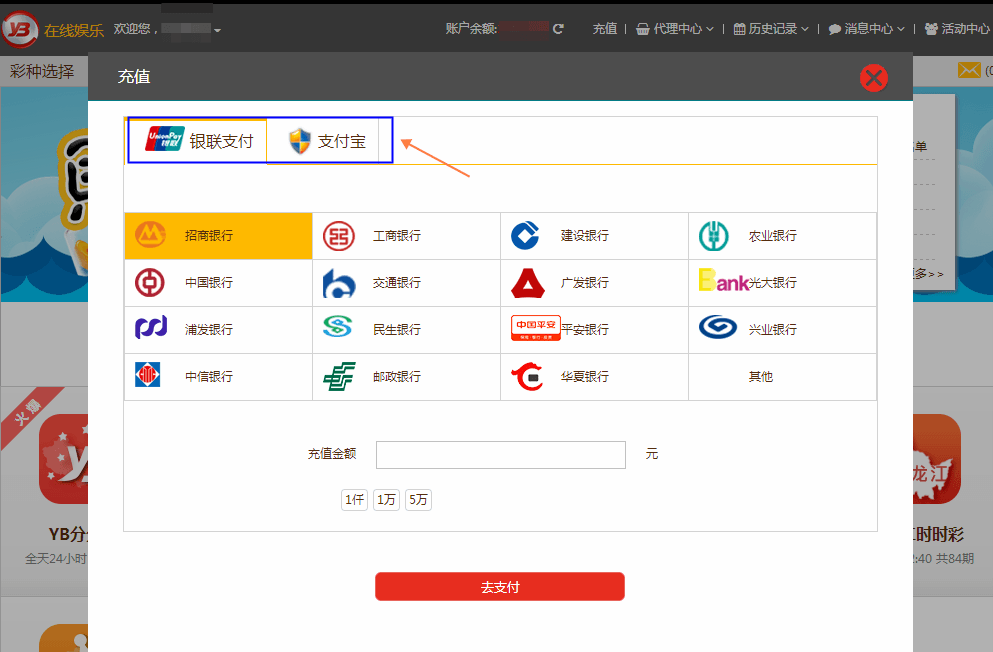 YB 在线娱乐 欢迎您, 账户余额: 充值 代理中心 历史记录 消息中心 活动中心
彩种选择
充值
UnionPay 银联 银联支付 支付宝
单
招商银行 工商银行 建设银行 农业银行
中国银行 交通银行 广发银行 Bank 光大银行
多>>
浦发银行 民生银行 中国平安 平安银行 兴业银行
中信银行 邮政银行 华夏银行 其他
火爆
充值金额 元
龙江
1仟 1万 5万
YB分 时时彩
全天24小时 2:40 共84期
去支付